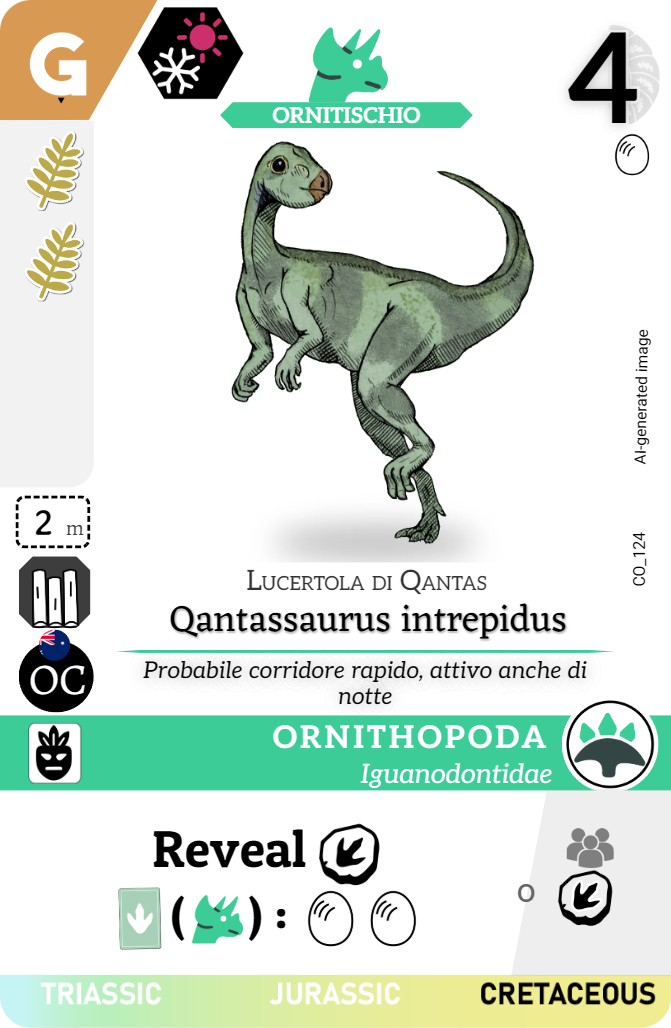 G
4
ORNITISCHIO
AI-generated image
CO_124
2 m
OC
LUCERTOLA DI QANTAS
Qantassaurus intrepidus
Probabile corridore rapido, attivo anche di
notte
ORNITHOPODA
Iguanodontidae
Reveal
( ) :
O
TRIASSIC JURASSIC CRETACEOUS